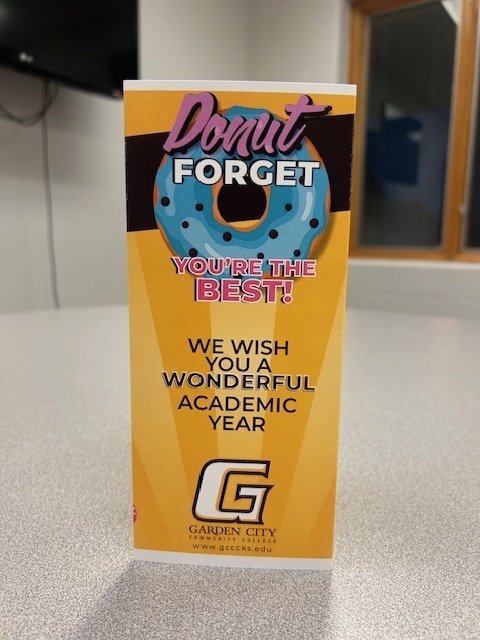 Donut
FORGET
YOU'RE THE
BEST!
WE WISH
YOU A
WONDERFUL
ACADEMIC
YEAR
G
GARDEN CITY
COMMUNITY COLLEGE
www.gcccks.edu